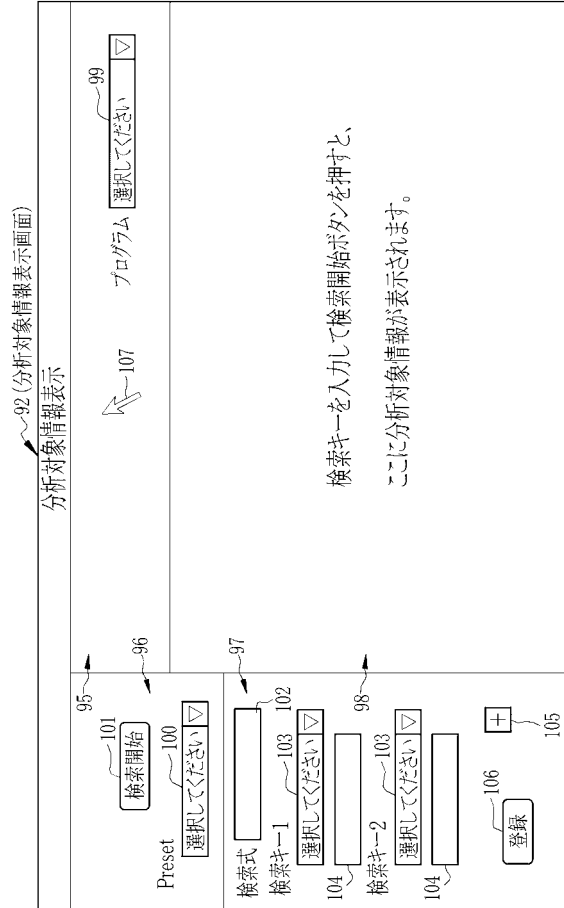 92(分析対象情報表示画面)
分析対象情報表示
95
101
検索開始
96
100
Preset
選択してください ▽
107
プログラム
99
選択してください ▽
97
検索式
102
検索キー1
103
選択してください ▽
104
98
検索キー2
103
選択してください ▽
104
+
105
106
登録
検索キーを入力して検索開始ボタンを押すと、
ここに分析対象情報が表示されます。